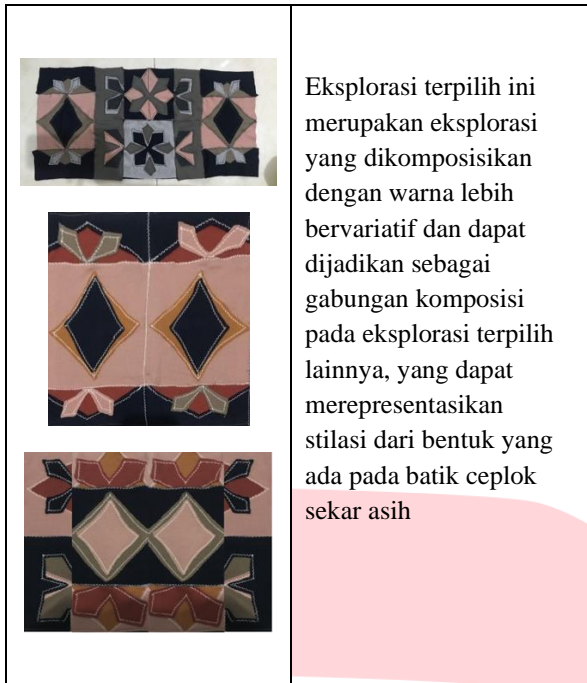 Eksplorasi terpilih ini
merupakan eksplorasi
yang dikomposisikan
dengan warna lebih
bervariatif dan dapat
dijadikan sebagai
gabungan komposisi
pada eksplorasi terpilih
lainnya, yang dapat
merepresentasikan
stilasi dari bentuk yang
ada pada batik ceplok
sekar asih